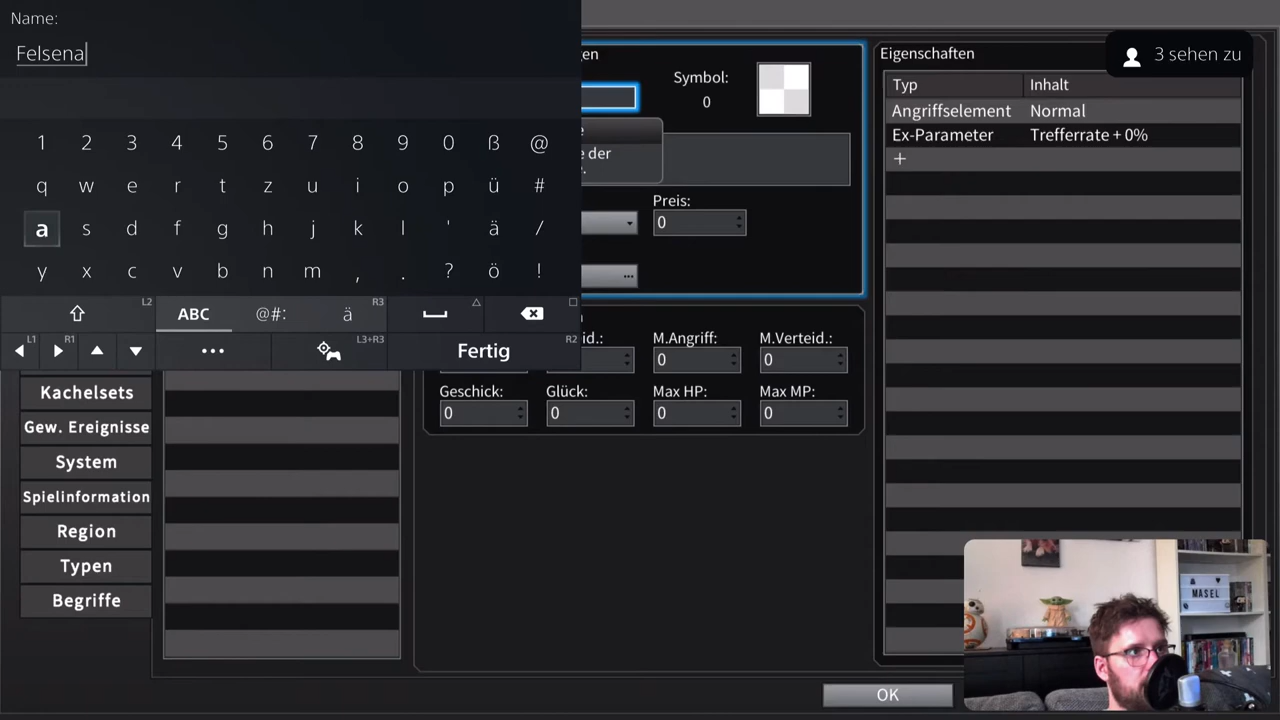 Name:
Felsena
1 2 3 4 5 6 7 8 9 0 ß @
q w e r t z u i o p ü #
a s d f g h j k l ' ä /
y x c v b n m , . ? ö !
L2 ABC @#: ä R3
L1 R1 ... L3+R3 Fertig R2
Kachelsets
Gew. Ereignisse
System
Spielinformation
Region
Typen
Begriffe
en
Symbol:
0
e
e der
.
Preis:
0
...
id.:
M.Angriff:
M.Verteid.:
0
0
Geschick:
Glück:
Max HP:
Max MP:
0
0
0
0
Eigenschaften
3 sehen zu
Typ Inhalt
Angriffselement Normal
Ex-Parameter Trefferrate + 0%
+
OK
MASEL